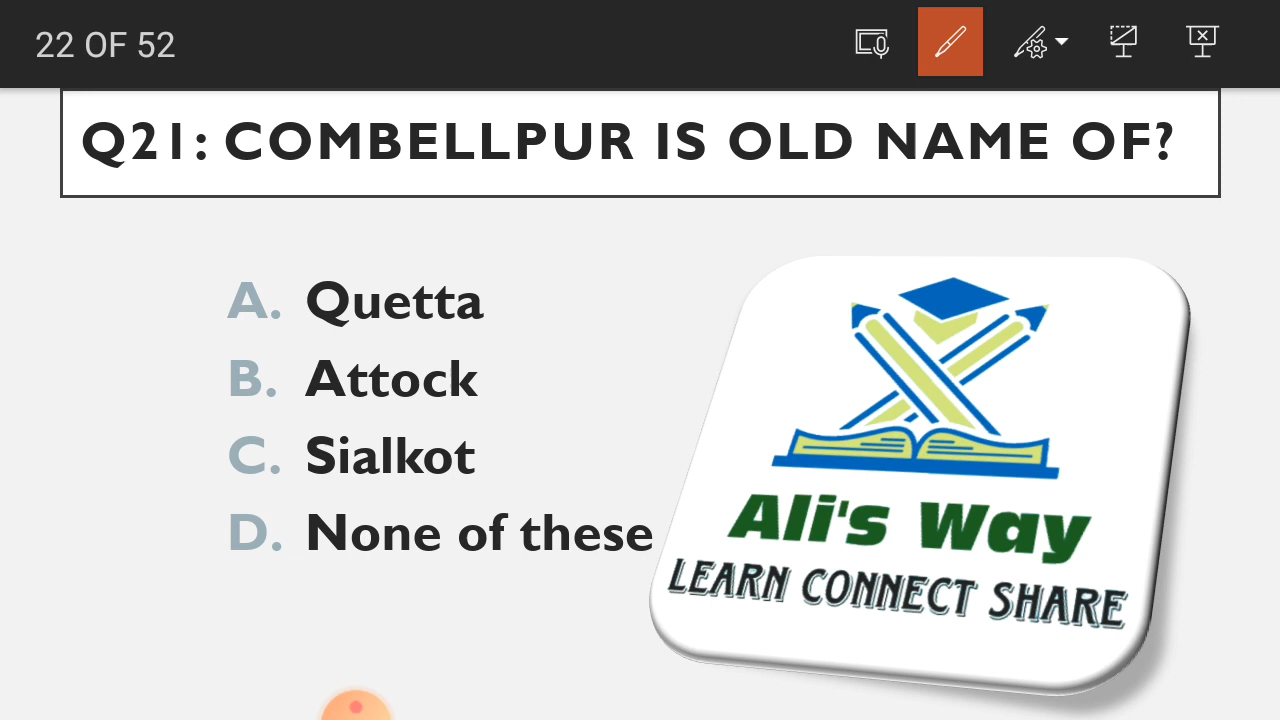 22 OF 52
Q21: COMBELLPUR IS OLD NAME OF?
A. Quetta
B. Attock
C. Sialkot
D. None of these
Ali's Way
LEARN CONNECT SHARE